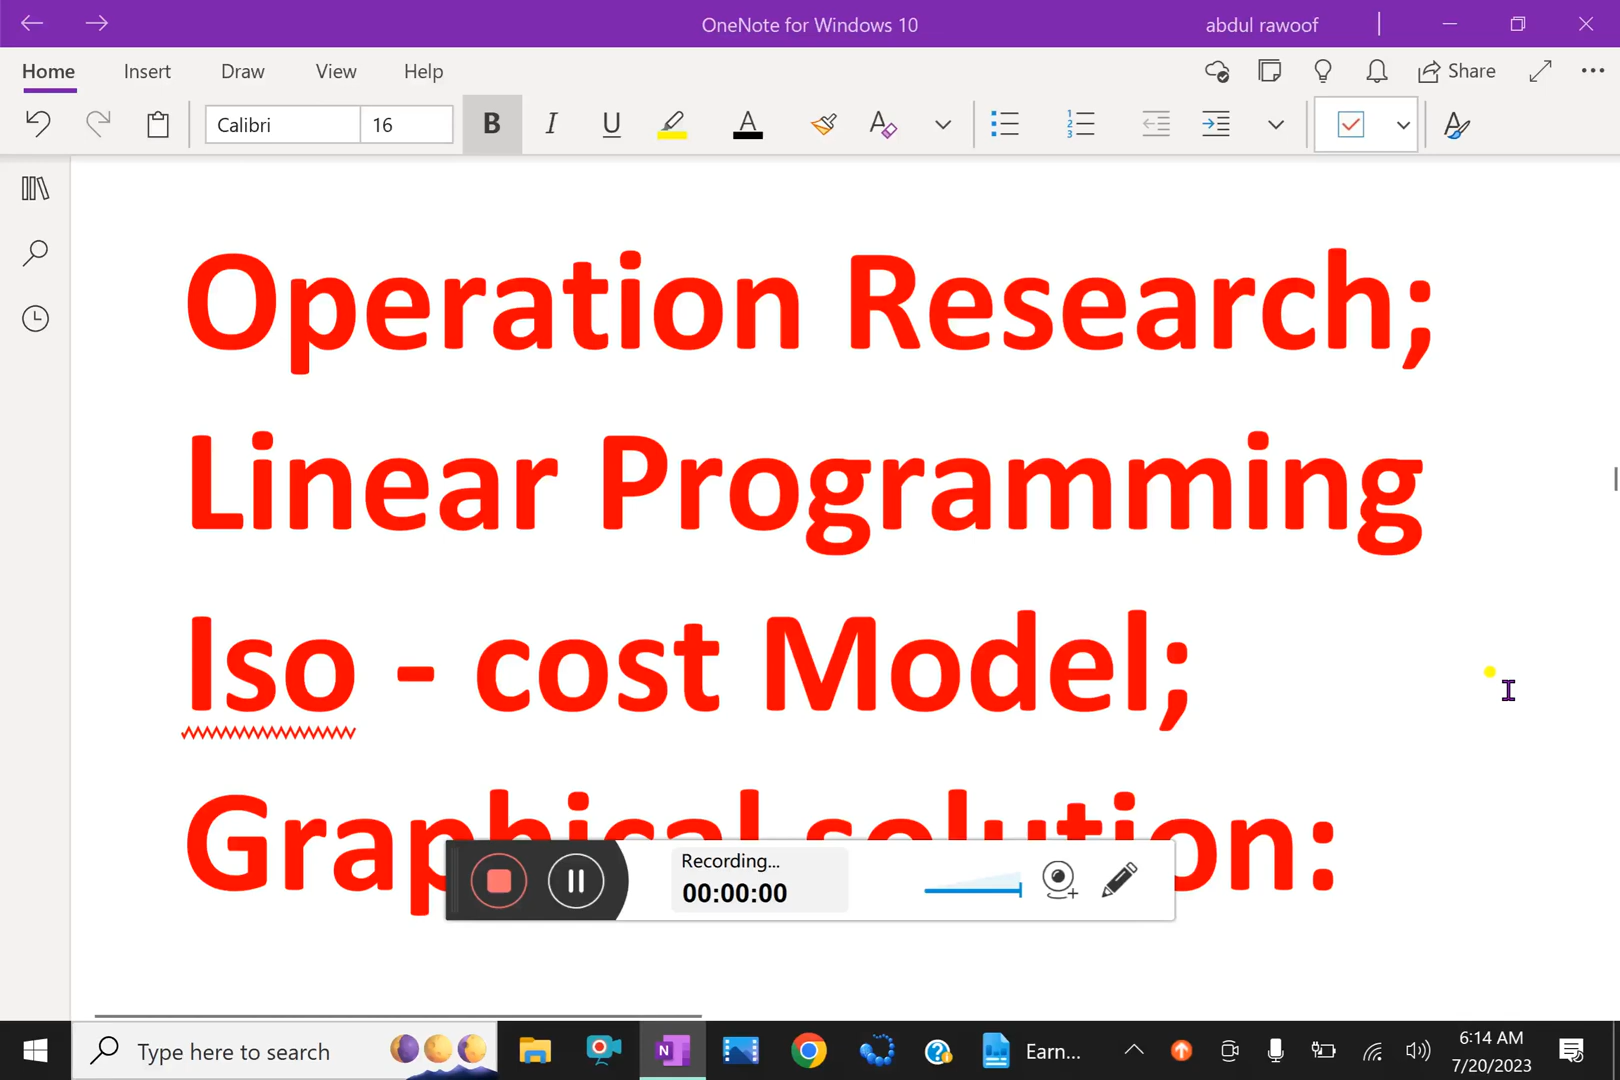 OneNote for Windows 10
abdul rawoof
Home Insert Draw View Help Share
Calibri 16 B I U A A
Operation Research;
Linear Programming
Iso - cost Model;
Graphical solution:
Recording...
00:00:00
Type here to search
Earn...
6:14 AM
7/20/2023